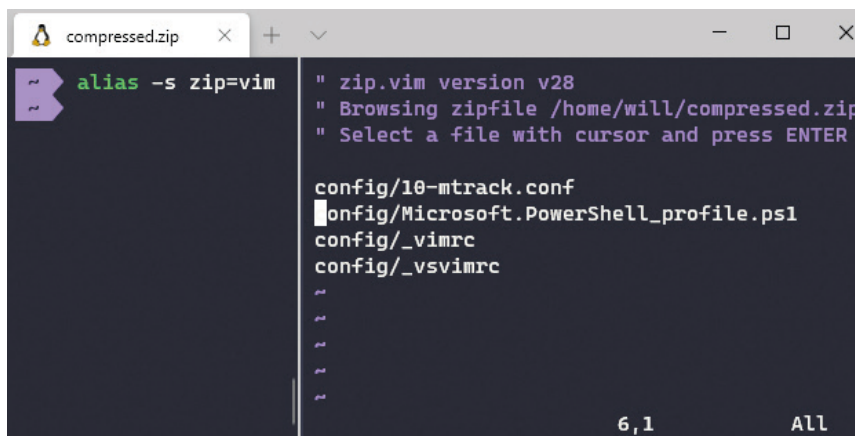 compressed.zip
~ alias -s zip=vim
~
" zip.vim version v28
" Browsing zipfile /home/will/compressed.zip
" Select a file with cursor and press ENTER
config/10-mtrack.conf
config/Microsoft.PowerShell_profile.ps1
config/_vimrc
config/_vsvimrc
~
~
~
~
~
6,1 All